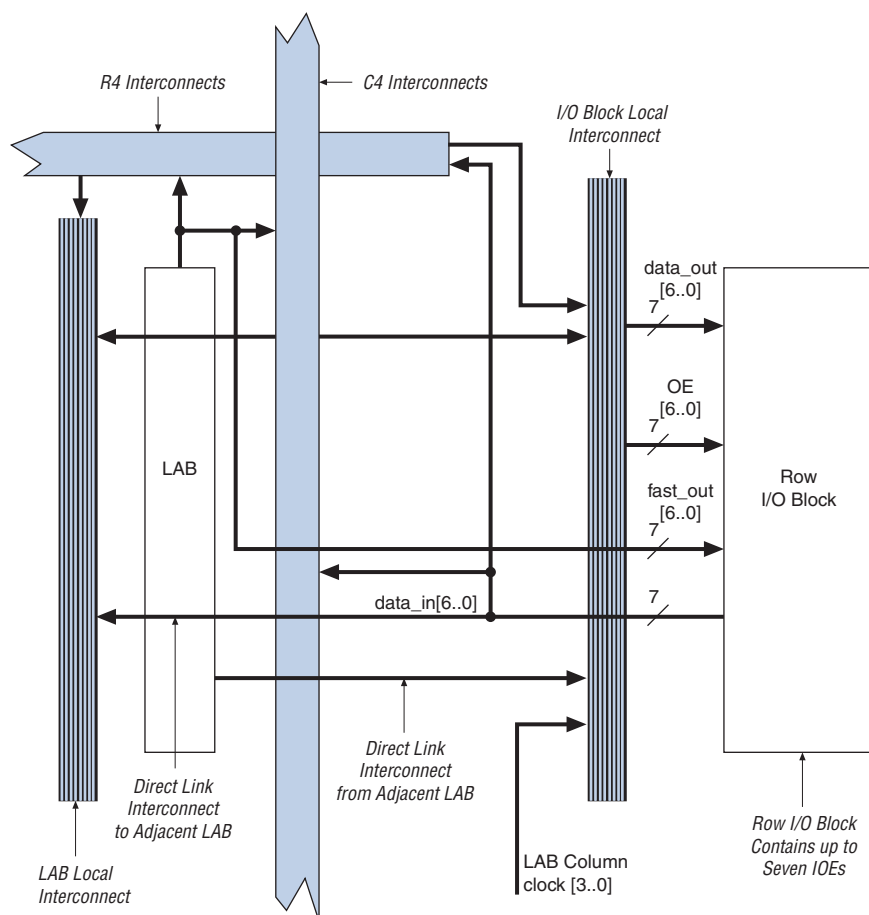 R4 Interconnects
C4 Interconnects
I/O Block Local
Interconnect
data_out
[6..0]
7
OE
[6..0]
7
LAB
Row
I/O Block
fast_out
[6..0]
7
data_in[6..0]
7
Direct Link
Interconnect
to Adjacent LAB
Direct Link
Interconnect
from Adjacent LAB
LAB Local
Interconnect
LAB Column
clock [3..0]
Row I/O Block
Contains up to
Seven IOEs